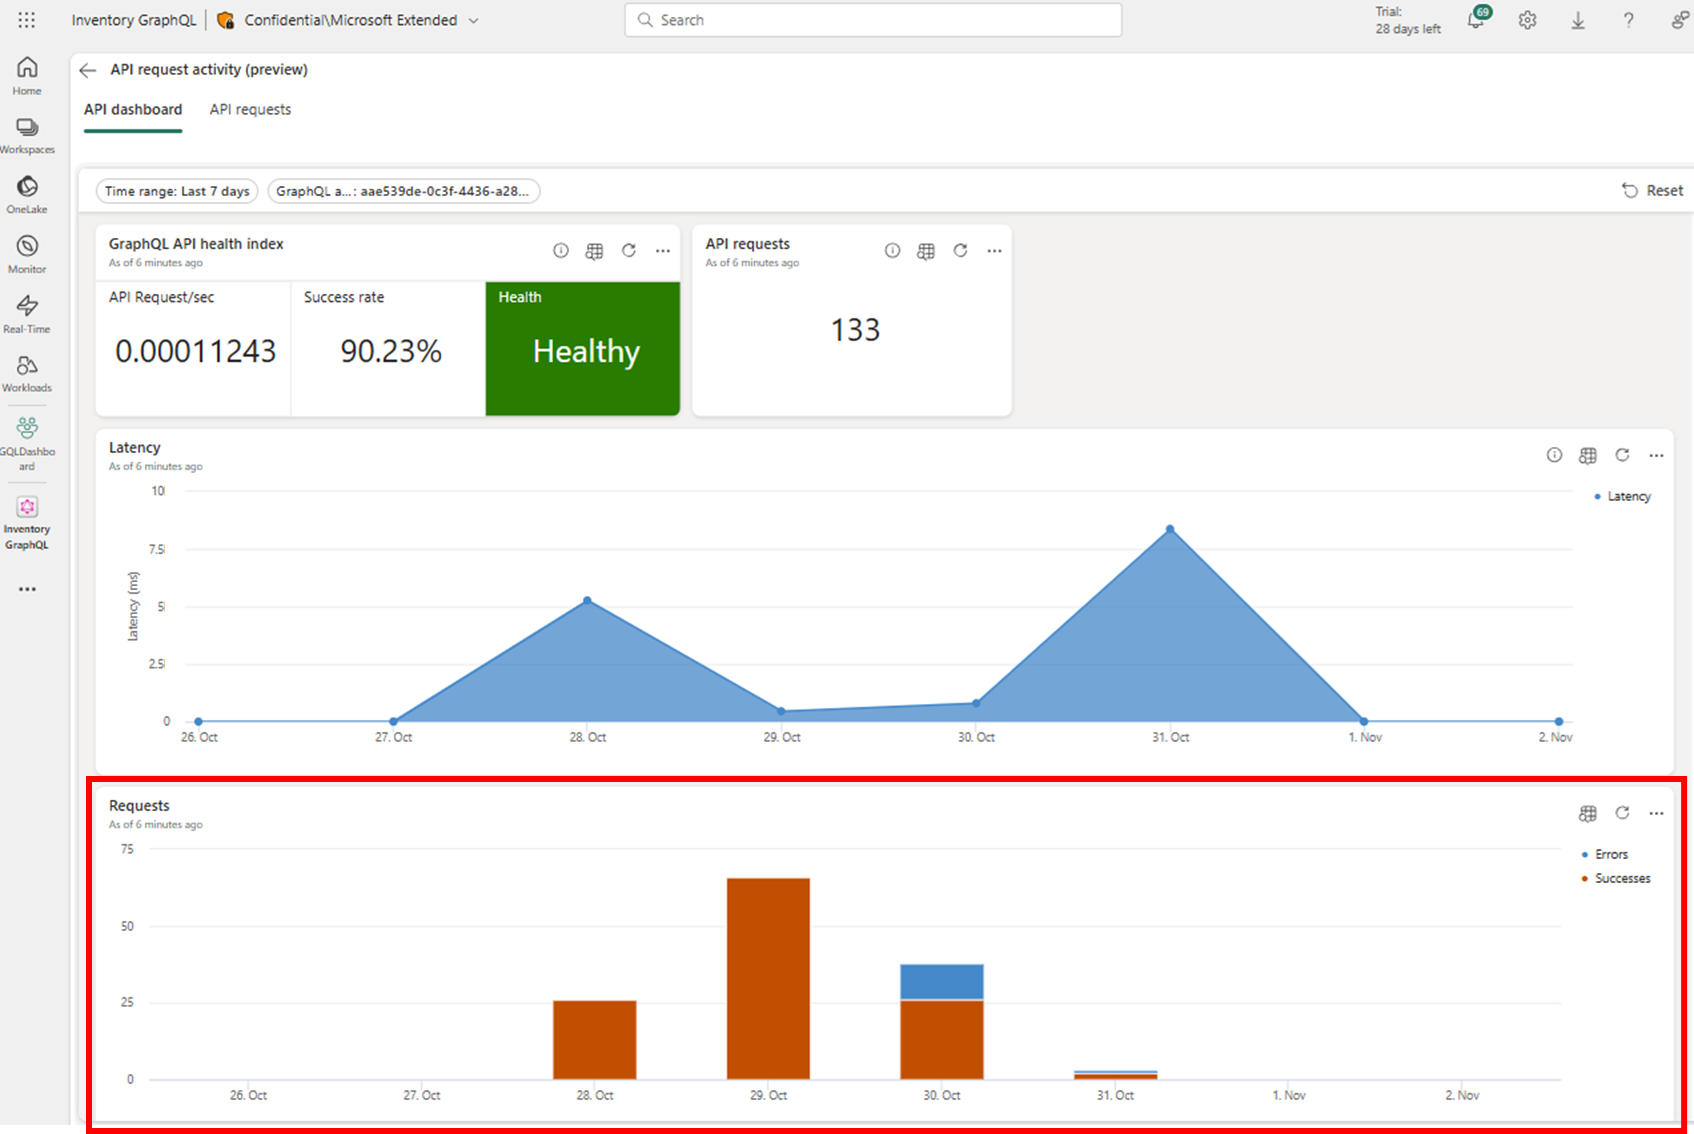 Inventory GraphQL
Confidential\Microsoft Extended
Search
Trial:
28 days left
69
Home
Workspaces
OneLake
Monitor
Real-Time
Workloads
GQLDashbo
ard
Inventory
GraphQL
API request activity (preview)
API dashboard
API requests
Time range: Last 7 days
GraphQL a...: aae539de-0c3f-4436-a28...
Reset
GraphQL API health index
As of 6 minutes ago
API Request/sec
0.00011243
Success rate
90.23%
Health
Healthy
API requests
As of 6 minutes ago
133
Latency
As of 6 minutes ago
Latency (ms)
10
7.5
5
2.5
0
26. Oct
27. Oct
28. Oct
29. Oct
30. Oct
31. Oct
1. Nov
2. Nov
Latency
Requests
As of 6 minutes ago
75
50
25
0
26. Oct
27. Oct
28. Oct
29. Oct
30. Oct
31. Oct
1. Nov
2. Nov
Errors
Successes